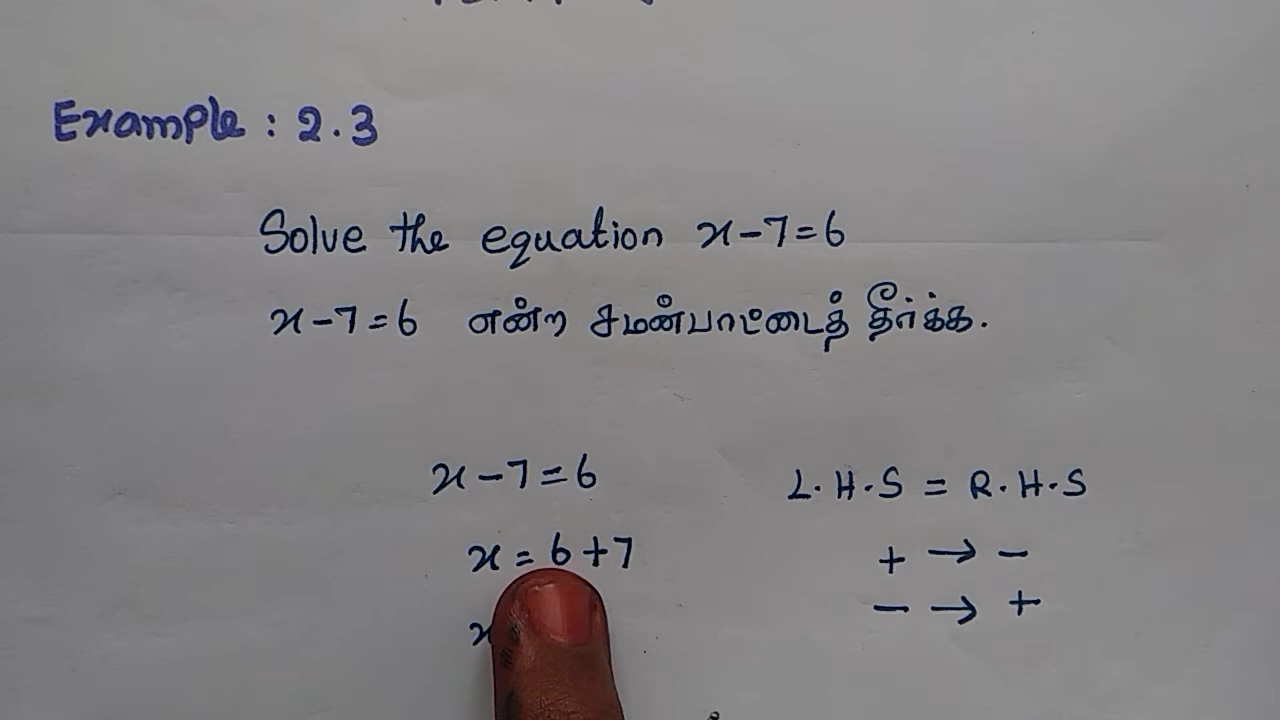 Example : 2.3
Solve the equation x-7=6
x-7=6 என்ற சமன்பாட்டைத் தீர்க்க.
x-7=6 L.H.S = R.H.S
x=6+7 + → -
x - → +